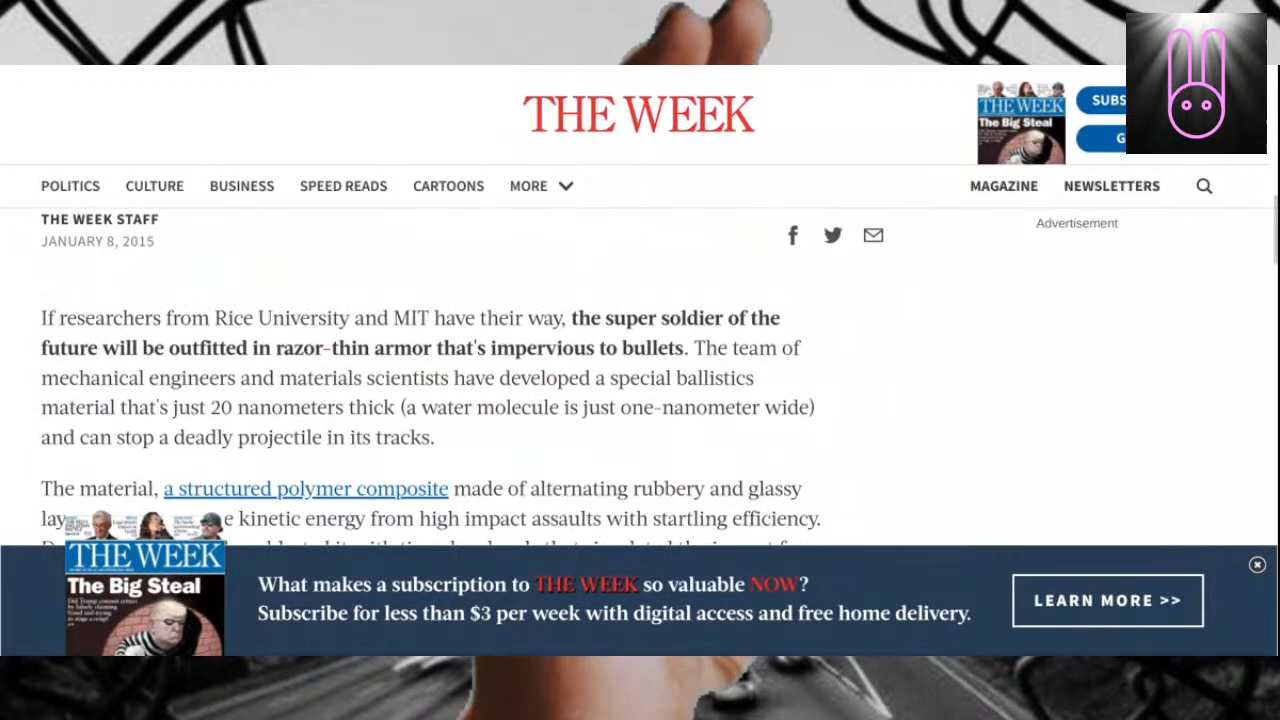 THE WEEK
THE WEEK
The Big Steal
SUBS
G
POLITICS CULTURE BUSINESS SPEED READS CARTOONS MORE MAGAZINE NEWSLETTERS
THE WEEK STAFF
JANUARY 8, 2015
Advertisement
If researchers from Rice University and MIT have their way, the super soldier of the
future will be outfitted in razor-thin armor that's impervious to bullets. The team of
mechanical engineers and materials scientists have developed a special ballistics
material that's just 20 nanometers thick (a water molecule is just one-nanometer wide)
and can stop a deadly projectile in its tracks.
The material, a structured polymer composite made of alternating rubbery and glassy
lay e kinetic energy from high impact assaults with startling efficiency.
THE WEEK
The Big Steal
What makes a subscription to THE WEEK so valuable NOW?
Subscribe for less than $3 per week with digital access and free home delivery.
LEARN MORE >>